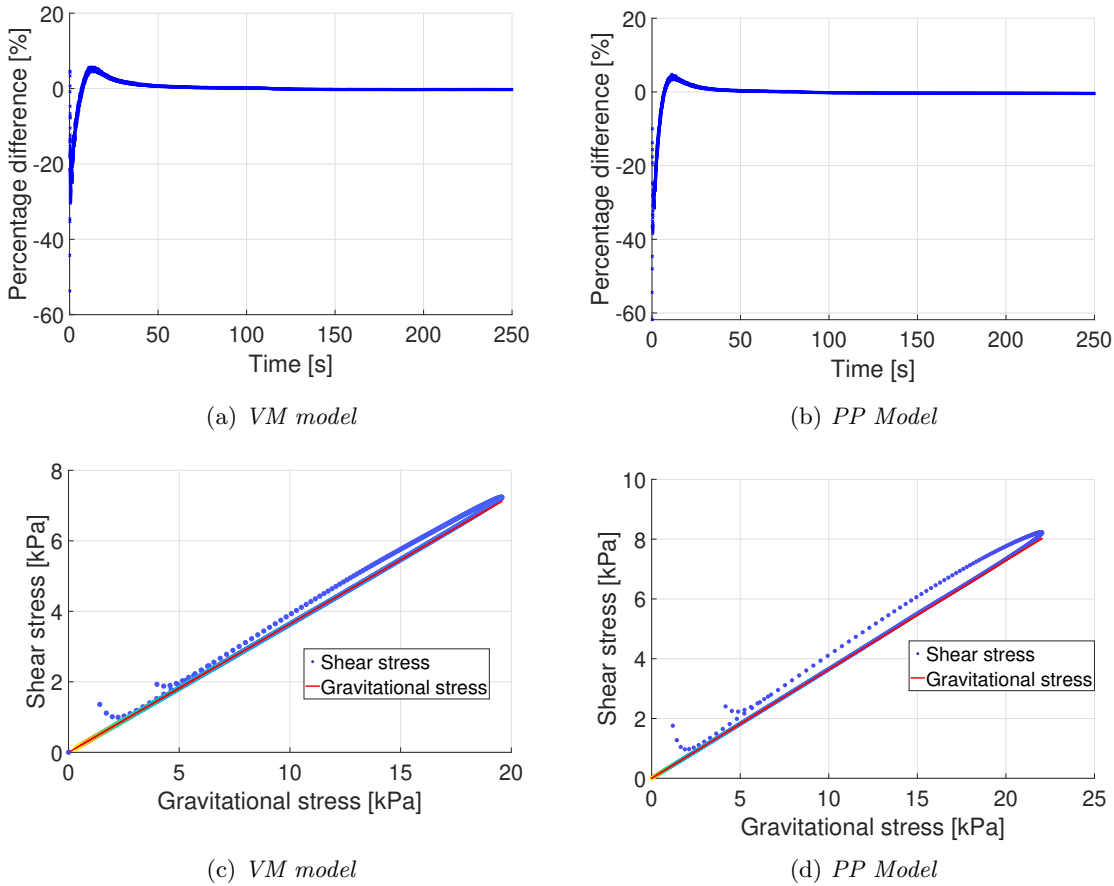 Percentage difference [%]
20
0
-20
-40
-60
0 50 100 150 200 250
Time [s]
(a) VM model
Percentage difference [%]
20
0
-20
-40
-60
0 50 100 150 200 250
Time [s]
(b) PP Model
Shear stress [kPa]
8
6
4
2
0
Shear stress
Gravitational stress
0 5 10 15 20
Gravitational stress [kPa]
(c) VM model
Shear stress [kPa]
10
8
6
4
2
0
Shear stress
Gravitational stress
0 5 10 15 20 25
Gravitational stress [kPa]
(d) PP Model